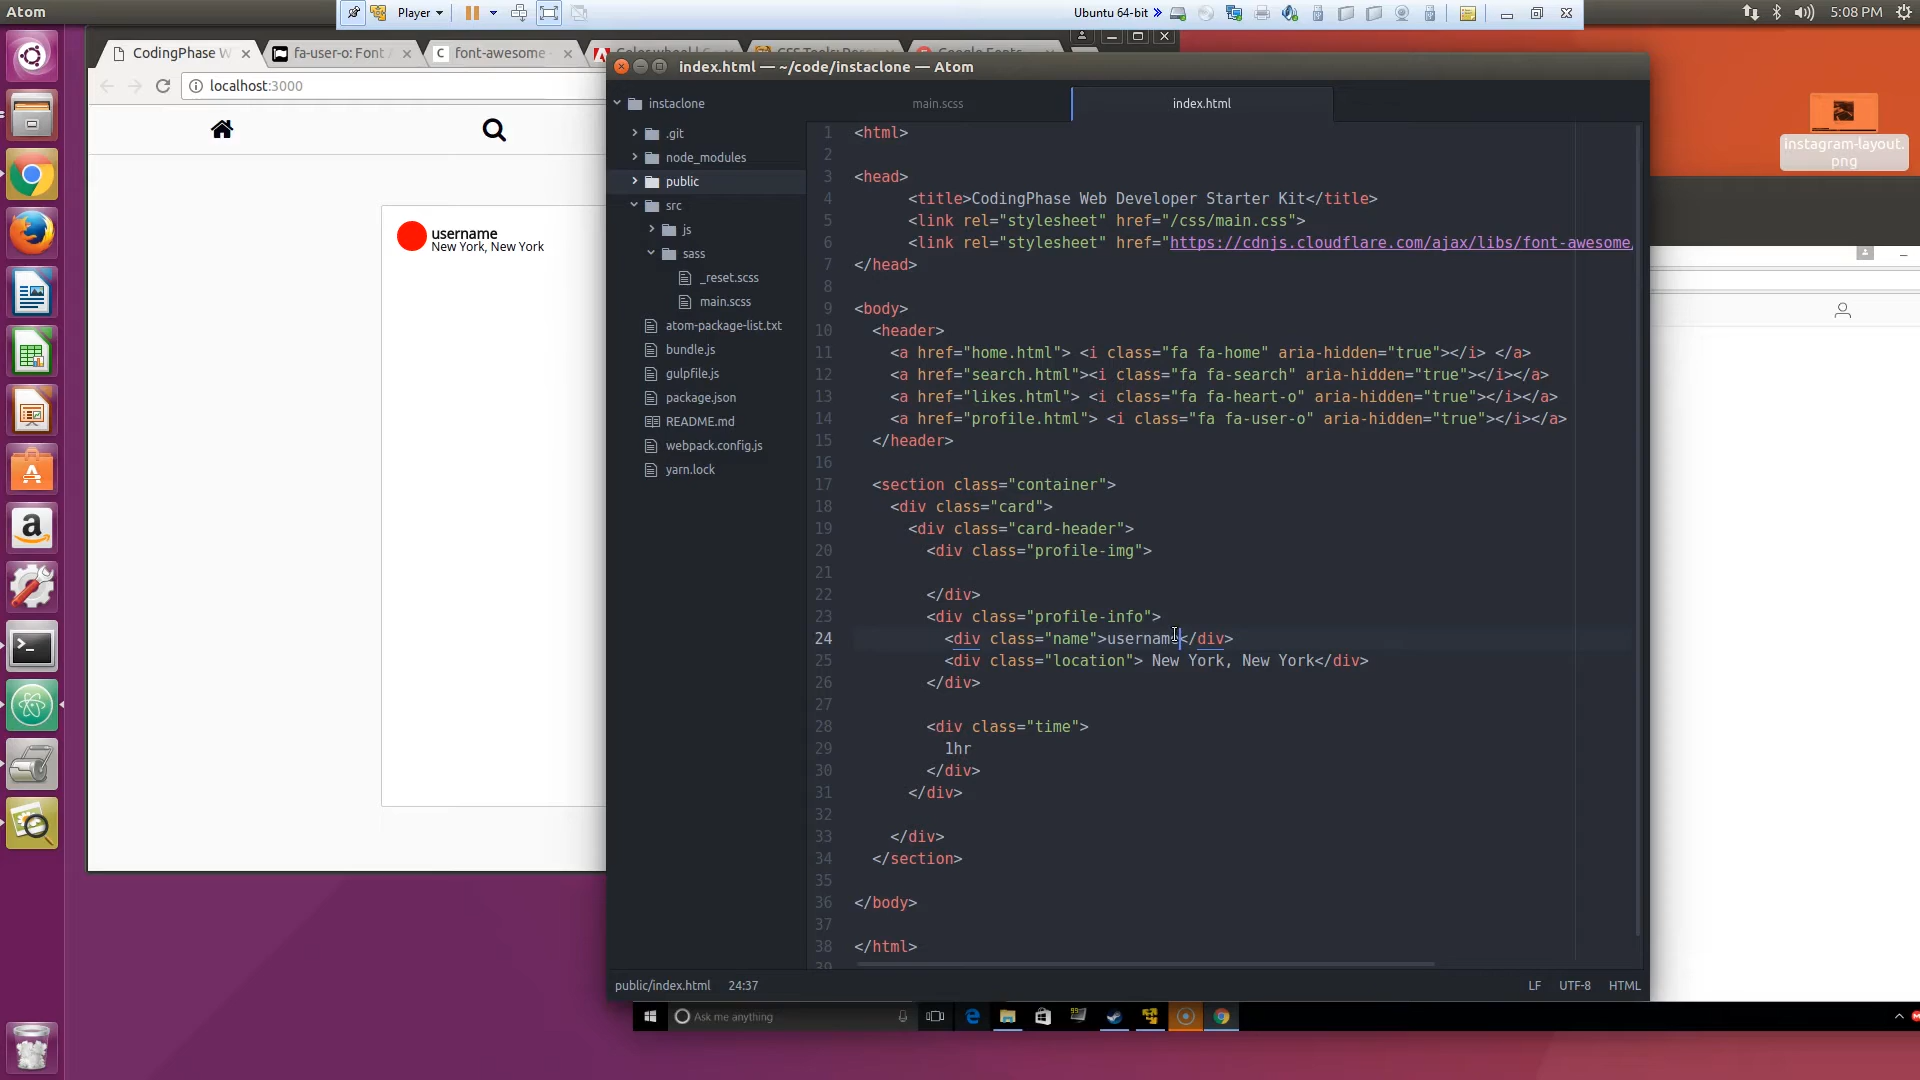 Atom
Player
Ubuntu 64-bit
5:08 PM
CodingPhase W
fa-user-o: Font A
font-awesome
Color wheel | C
Google Fonts
index.html — ~/code/instaclone — Atom
localhost:3000
username
New York, New York
instaclone
.git
node_modules
public
src
js
sass
_reset.scss
main.scss
atom-package-list.txt
bundle.js
gulpfile.js
package.json
README.md
webpack.config.js
yarn.lock
main.scss
index.html
1 <html>
2
3 <head>
4 <title>CodingPhase Web Developer Starter Kit</title>
5 <link rel="stylesheet" href="/css/main.css">
6 <link rel="stylesheet" href="https://cdnjs.cloudflare.com/ajax/libs/font-awesome/
7 </head>
8
9 <body>
10 <header>
11 <a href="home.html"> <i class="fa fa-home" aria-hidden="true"></i> </a>
12 <a href="search.html"><i class="fa fa-search" aria-hidden="true"></i></a>
13 <a href="likes.html"> <i class="fa fa-heart-o" aria-hidden="true"></i></a>
14 <a href="profile.html"> <i class="fa fa-user-o" aria-hidden="true"></i></a>
15 </header>
16
17 <section class="container">
18 <div class="card">
19 <div class="card-header">
20 <div class="profile-img">
21
22 </div>
23 <div class="profile-info">
24 <div class="name">username</div>
25 <div class="location"> New York, New York</div>
26 </div>
27
28 <div class="time">
29 1hr
30 </div>
31 </div>
32
33 </div>
34 </section>
35
36 </body>
37
38 </html>
39
public/index.html 24:37
LF UTF-8 HTML
instagram-layout.
png
Ask me anything